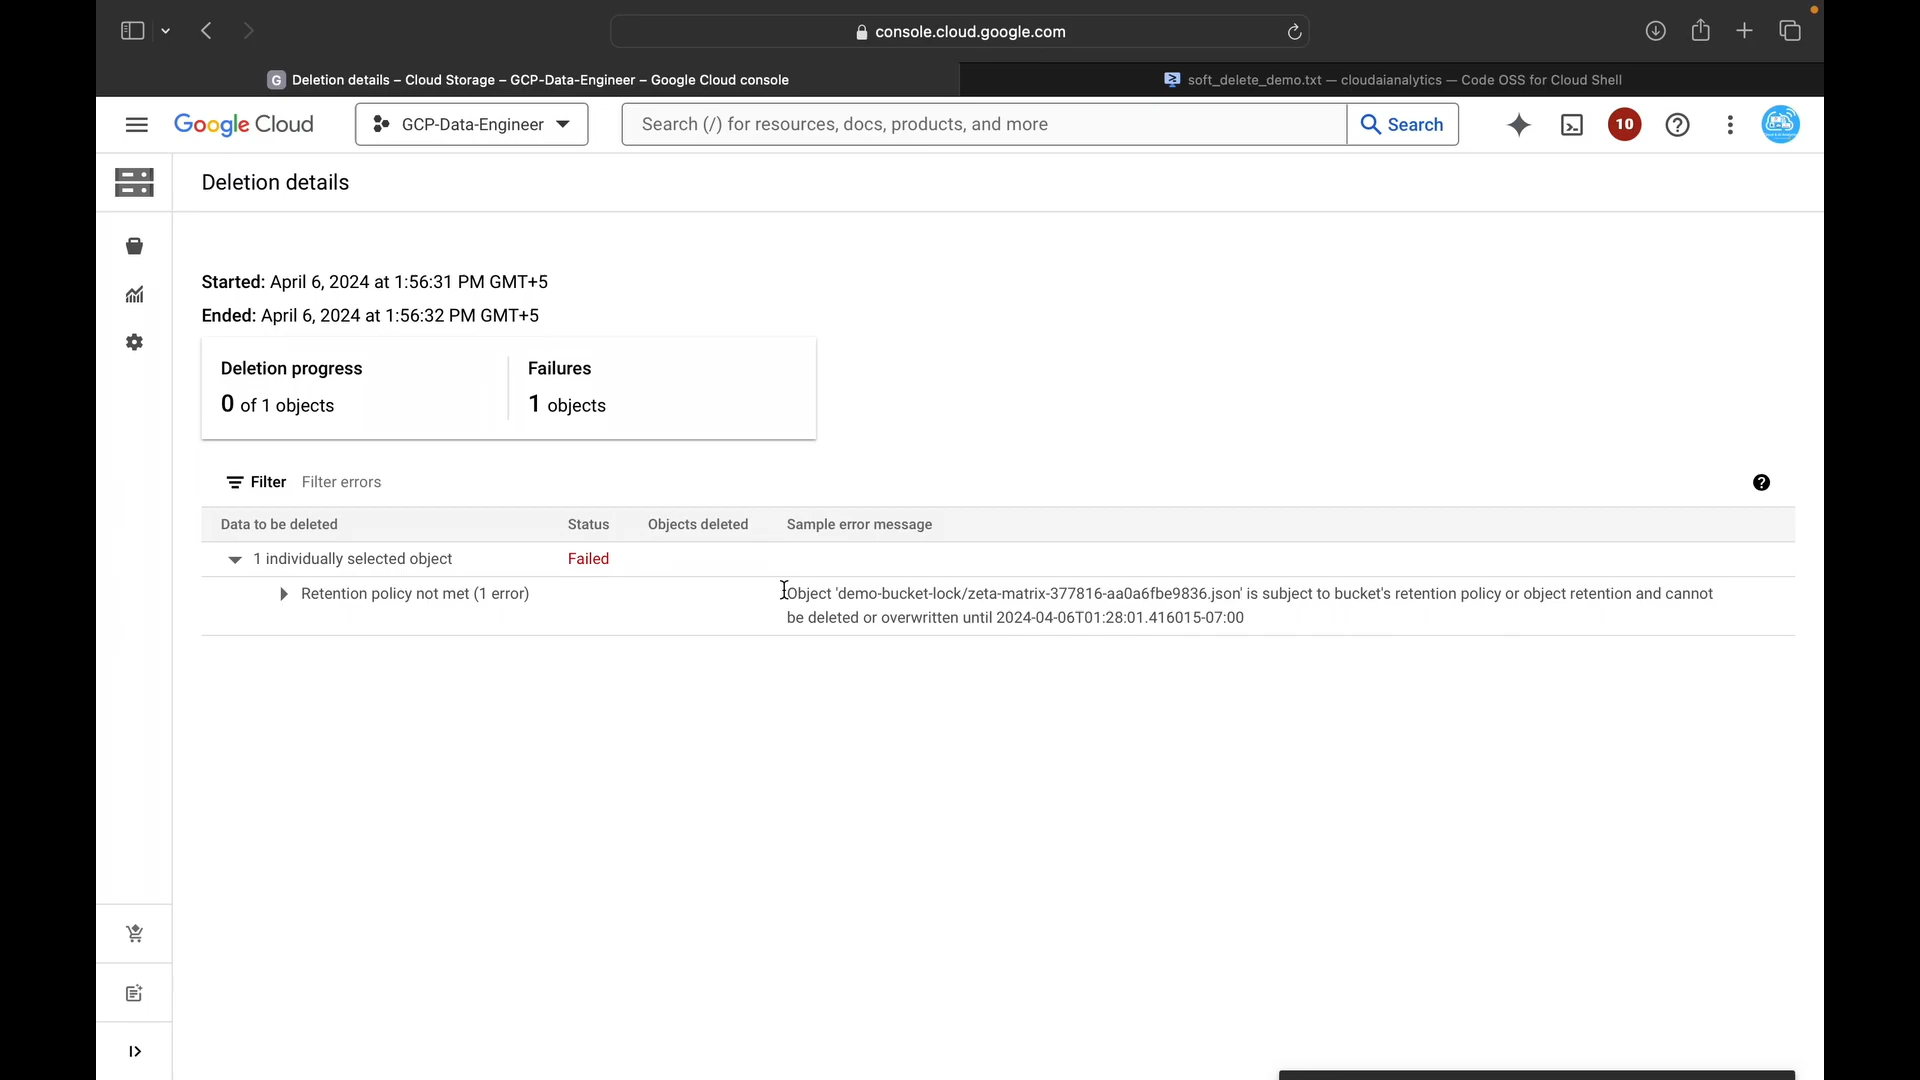 console.cloud.google.com
G Deletion details – Cloud Storage – GCP-Data-Engineer – Google Cloud console
soft_delete_demo.txt — cloudaianalytics — Code OSS for Cloud Shell
Google Cloud
GCP-Data-Engineer
Search (/) for resources, docs, products, and more
Search
10
Deletion details
Started: April 6, 2024 at 1:56:31 PM GMT+5
Ended: April 6, 2024 at 1:56:32 PM GMT+5
Deletion progress
Failures
0 of 1 objects
1 objects
Filter Filter errors
Data to be deleted Status Objects deleted Sample error message
1 individually selected object Failed
Retention policy not met (1 error) Object 'demo-bucket-lock/zeta-matrix-377816-aa0a6fbe9836.json' is subject to bucket's retention policy or object retention and cannot
be deleted or overwritten until 2024-04-06T01:28:01.416015-07:00